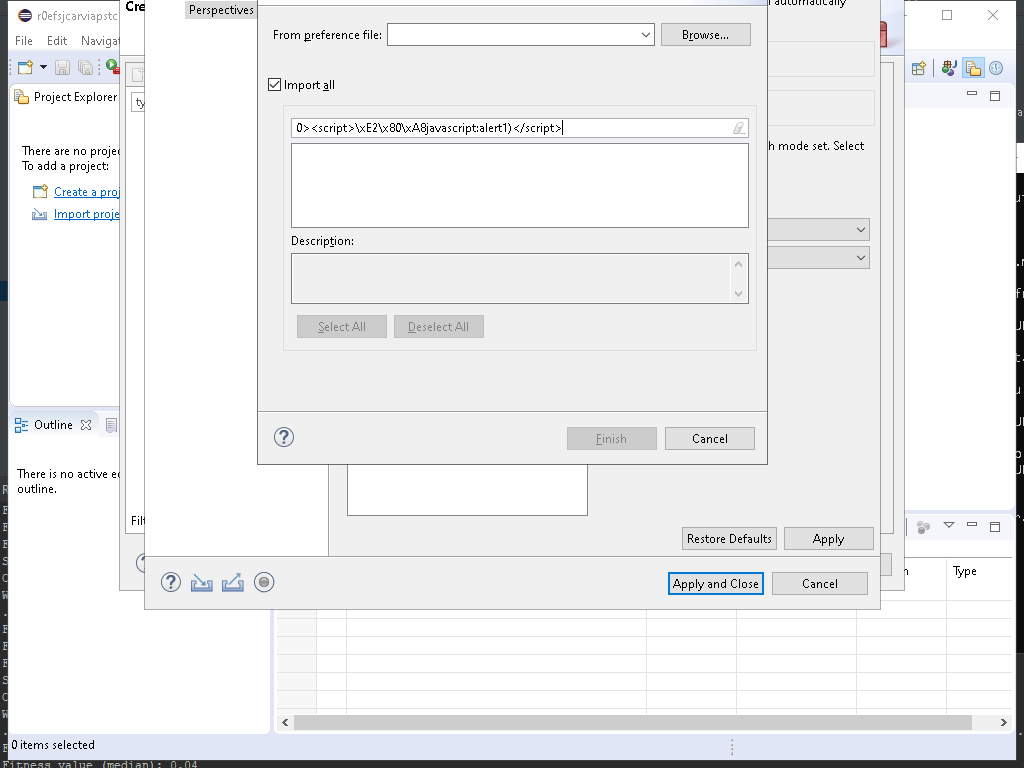 r0efsjcarviapstc
Cre
Perspectives
automatically
File Edit Naviga
From preference file:
Browse...
Project Explorer
Import all
ty
0><script>\xE2\x80\xA8javascript:alert1)</script>
There are no projec
To add a project:
h mode set. Select
Create a proj
Import proje
Description:
Select All
Deselect All
Outline
Finish
Cancel
There is no active ed
outline.
Filt
Restore Defaults
Apply
Apply and Close
Cancel
n
Type
0 items selected
Fitness value (median): 0.04